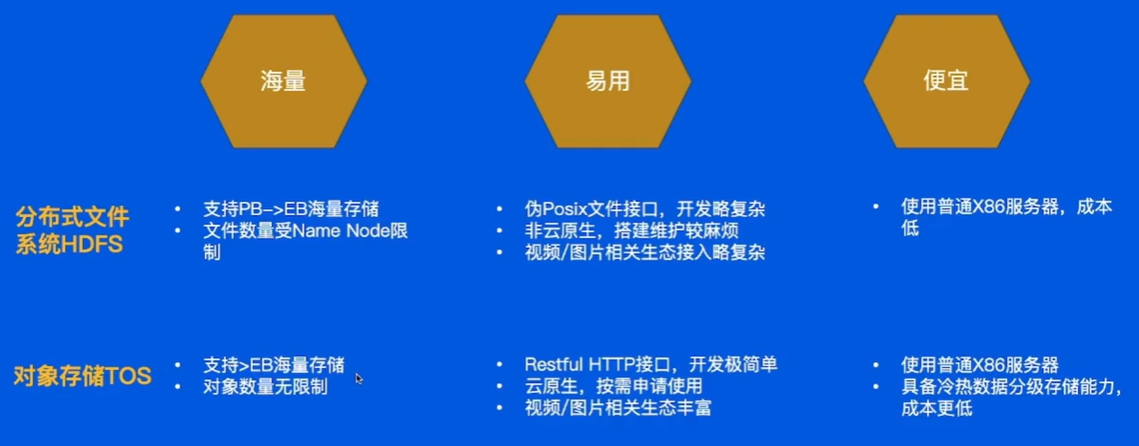 海量
易用
便宜
分布式文件
系统HDFS
• 支持PB–>EB海量存储
• 文件数量受Name Node限
制
• 伪Posix文件接口，开发略复杂
• 非云原生，搭建维护较麻烦
• 视频/图片相关生态接入略复杂
• 使用普通X86服务器，成本
低
对象存储TOS
• 支持>EB海量存储
• 对象数量无限制
• Restful HTTP接口，开发极简单
• 云原生，按需申请使用
• 视频/图片相关生态丰富
• 使用普通X86服务器
• 具备冷热数据分级存储能力，
成本更低